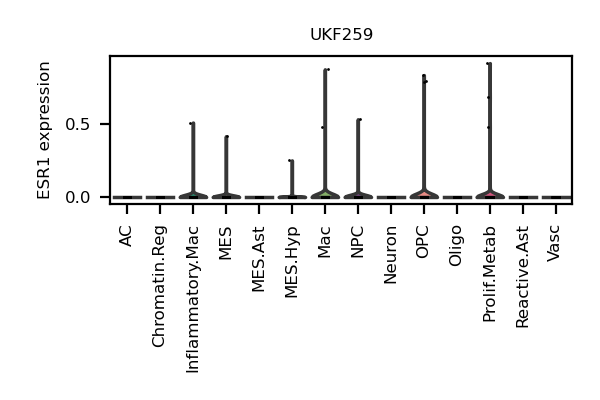 UKF259
ESR1 expression
0.5
0.0
AC
Chromatin.Reg
Inflammatory.Mac
MES
MES.Ast
MES.Hyp
Mac
NPC
Neuron
OPC
Oligo
Prolif.Metab
Reactive.Ast
Vasc